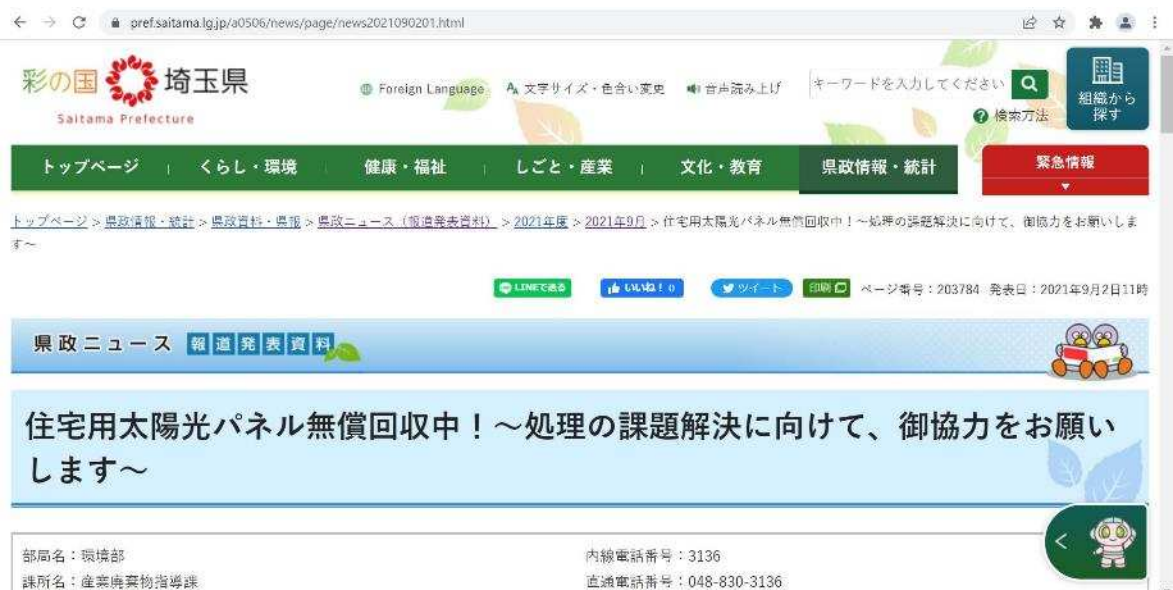 pref.saitama.lg.jp/a0506/news/page/news2021090201.html
彩の国 埼玉県
Saitama Prefecture
Foreign Language
文字サイズ・色合い変更
音声読み上げ
キーワードを入力してください
検索方法
組織から
探す
トップページ くらし・環境 健康・福祉 しごと・産業 文化・教育 県政情報・統計 緊急情報
トップページ > 県政情報・統計 > 県政資料・県報 > 県政ニュース（報道発表資料） > 2021年度 > 2021年9月 > 住宅用太陽光パネル無償回収中！～処理の課題解決に向けて、御協力をお願いしま
す～
LINEで送る いいね！ 0 ツイート 印刷 ページ番号：203784 発表日：2021年9月2日11時
県政ニュース 報道発表資料
住宅用太陽光パネル無償回収中！～処理の課題解決に向けて、御協力をお願い
します～
部局名：環境部 内線電話番号：3136
課所名：産業廃棄物指導課 直通電話番号：048-830-3136